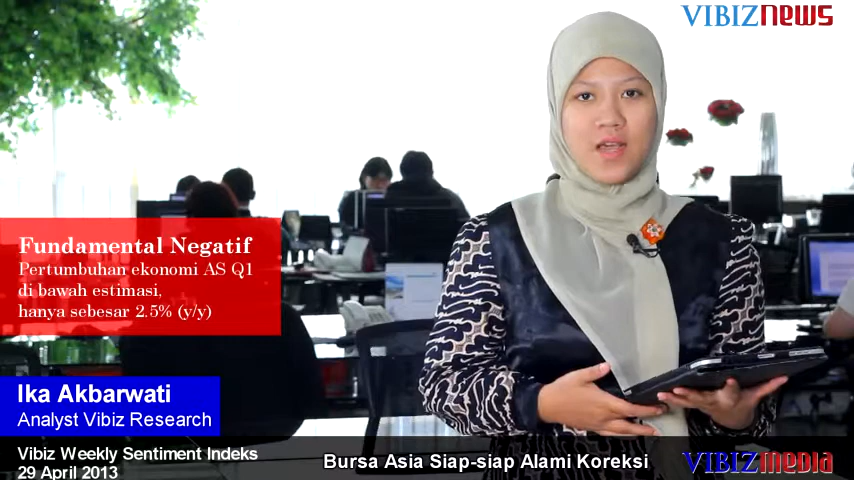 VIBIZNEWS
Fundamental Negatif
Pertumbuhan ekonomi AS Q1
di bawah estimasi,
hanya sebesar 2.5% (y/y)
Ika Akbarwati
Analyst Vibiz Research
Vibiz Weekly Sentiment Indeks
29 April 2013
Bursa Asia Siap-siap Alami Koreksi
VIBIZMEDIA